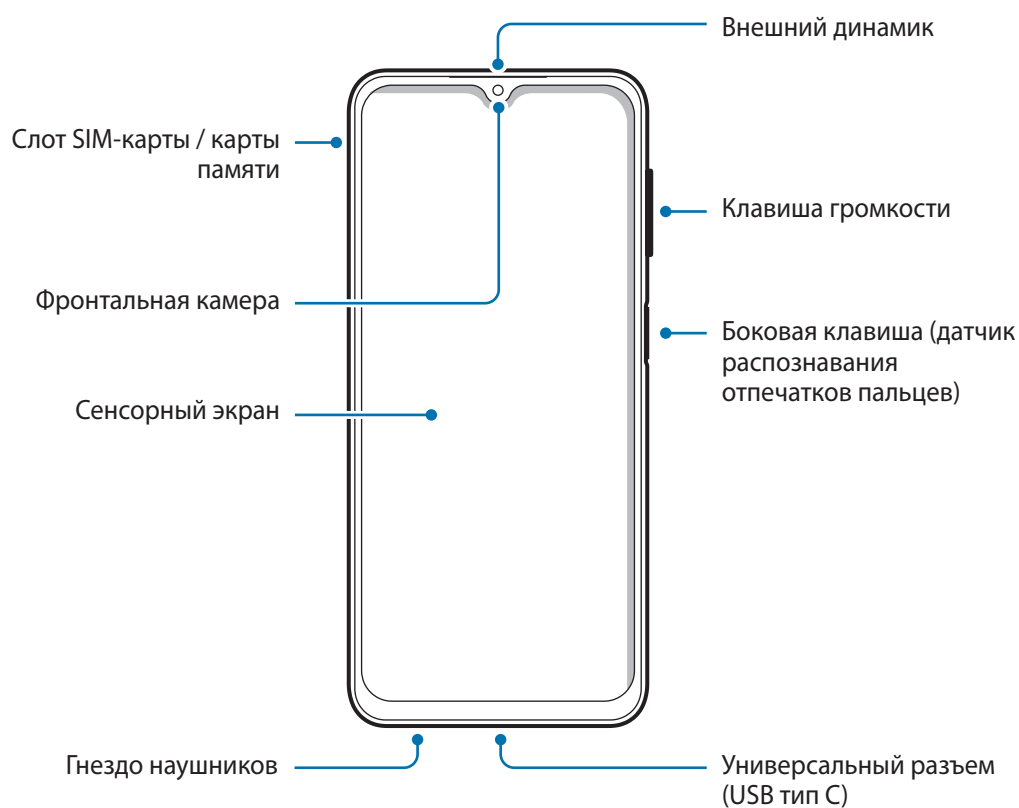 Внешний динамик
Слот SIM-карты / карты
памяти
Клавиша громкости
Фронтальная камера
Боковая клавиша (датчик
распознавания
отпечатков пальцев)
Сенсорный экран
Гнездо наушников
Универсальный разъем
(USB тип C)